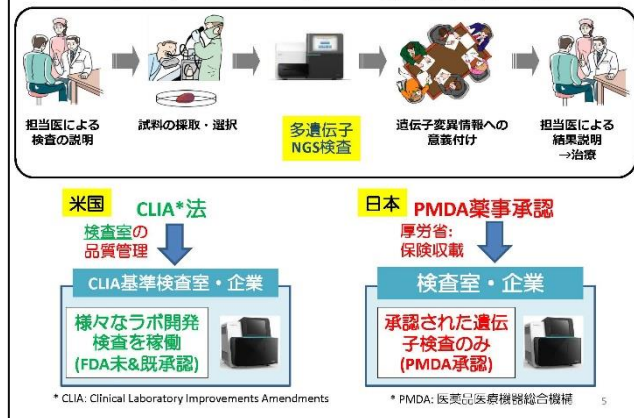 担当医による
検査の説明
試料の採取・選択
多遺伝子
NGS検査
遺伝子変異情報への
意義付け
担当医による
結果説明
→治療
米国
CLIA*法
検査室の
品質管理
CLIA基準検査室・企業
様々なラボ開発
検査を稼働
(FDA未&既承認)
* CLIA: Clinical Laboratory Improvements Amendments
日本
PMDA薬事承認
厚労省:
保険収載
検査室・企業
承認された遺伝
子検査のみ
(PMDA承認)
* PMDA: 医薬品医療機器総合機構
5